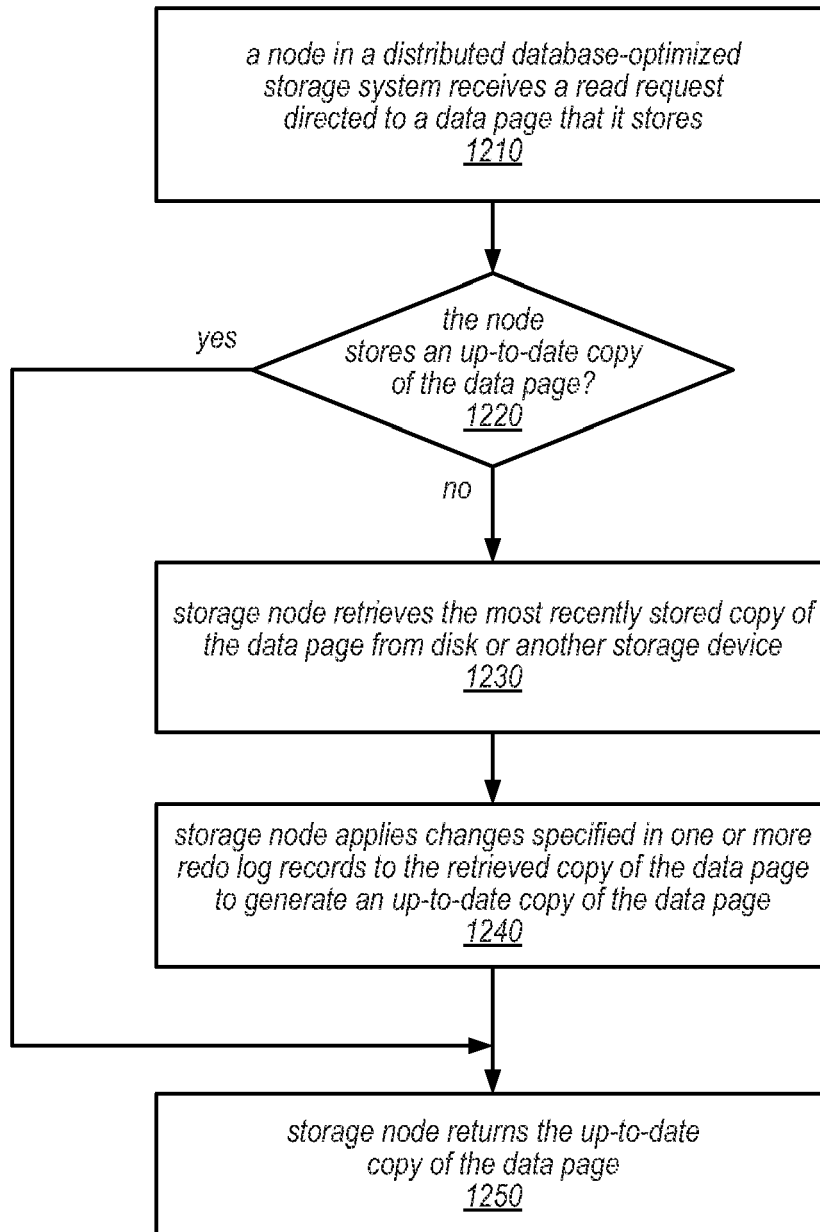 a node in a distributed database-optimized
storage system receives a read request
directed to a data page that it stores
1210
yes
the node
stores an up-to-date copy
of the data page?
1220
no
storage node retrieves the most recently stored copy of
the data page from disk or another storage device
1230
storage node applies changes specified in one or more
redo log records to the retrieved copy of the data page
to generate an up-to-date copy of the data page
1240
storage node returns the up-to-date
copy of the data page
1250